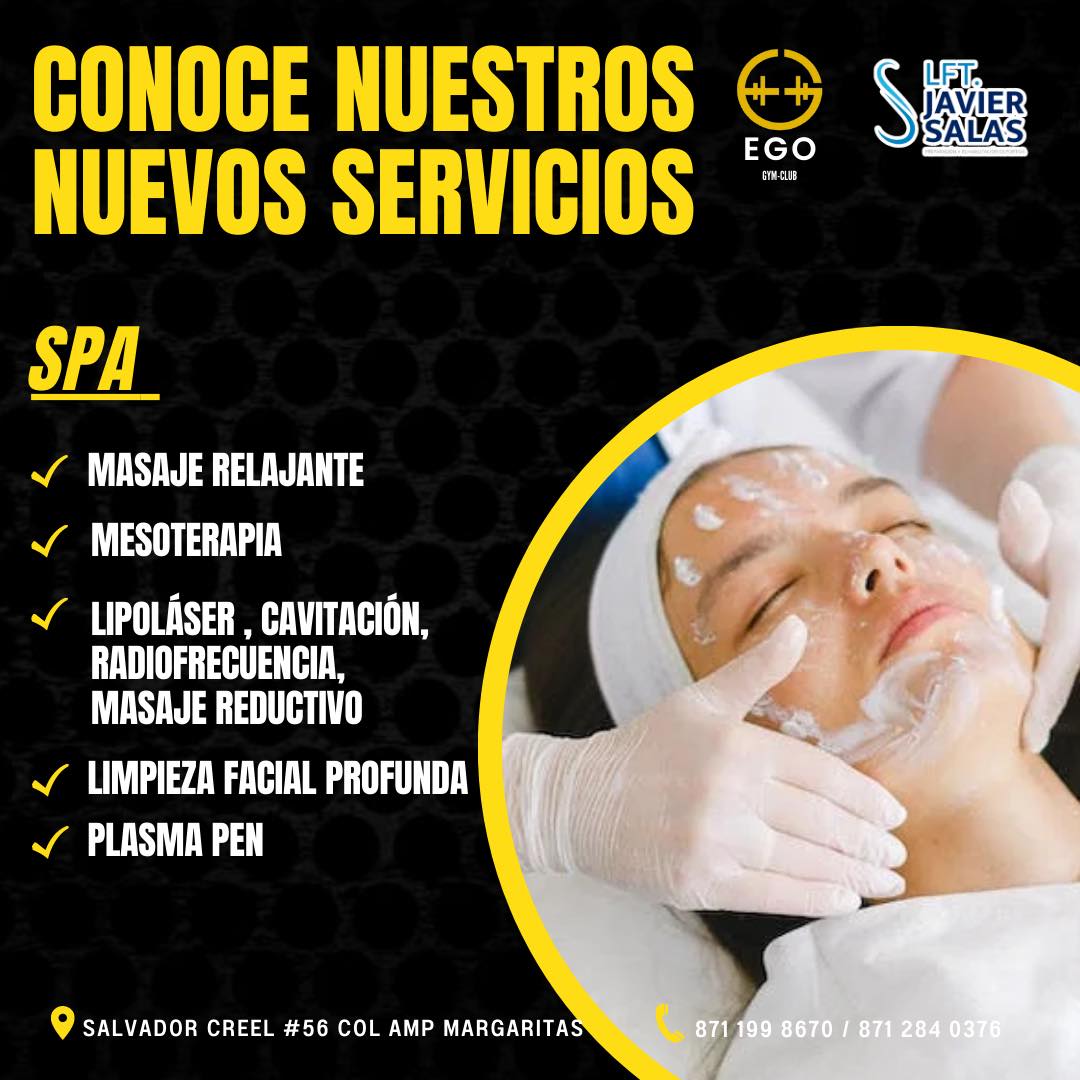 CONOCE NUESTROS
NUEVOS SERVICIOS
EGO
GYM-CLUB
LFT.
JAVIER
SALAS
SPA
MASAJE RELAJANTE
MESOTERAPIA
LIPOLÁSER , CAVITACIÓN,
RADIOFRECUENCIA,
MASAJE REDUCTIVO
LIMPIEZA FACIAL PROFUNDA
PLASMA PEN
SALVADOR CREEL #56 COL AMP MARGARITAS
871 199 8670 / 871 284 0376